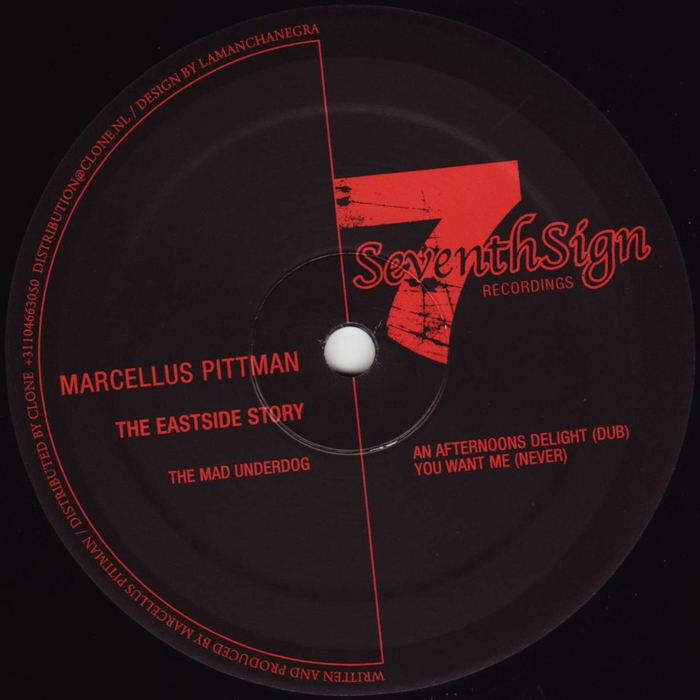 WRITTEN AND PRODUCED BY MARCELLUS PITTMAN / DISTRIBUTED BY CLONE +31104663050 DISTRIBUTION@CLONE.NL / DESIGN BY LAMANCHANEGRA
7
SeventhSign
RECORDINGS
MARCELLUS PITTMAN
THE EASTSIDE STORY
THE MAD UNDERDOG
AN AFTERNOONS DELIGHT (DUB)
YOU WANT ME (NEVER)